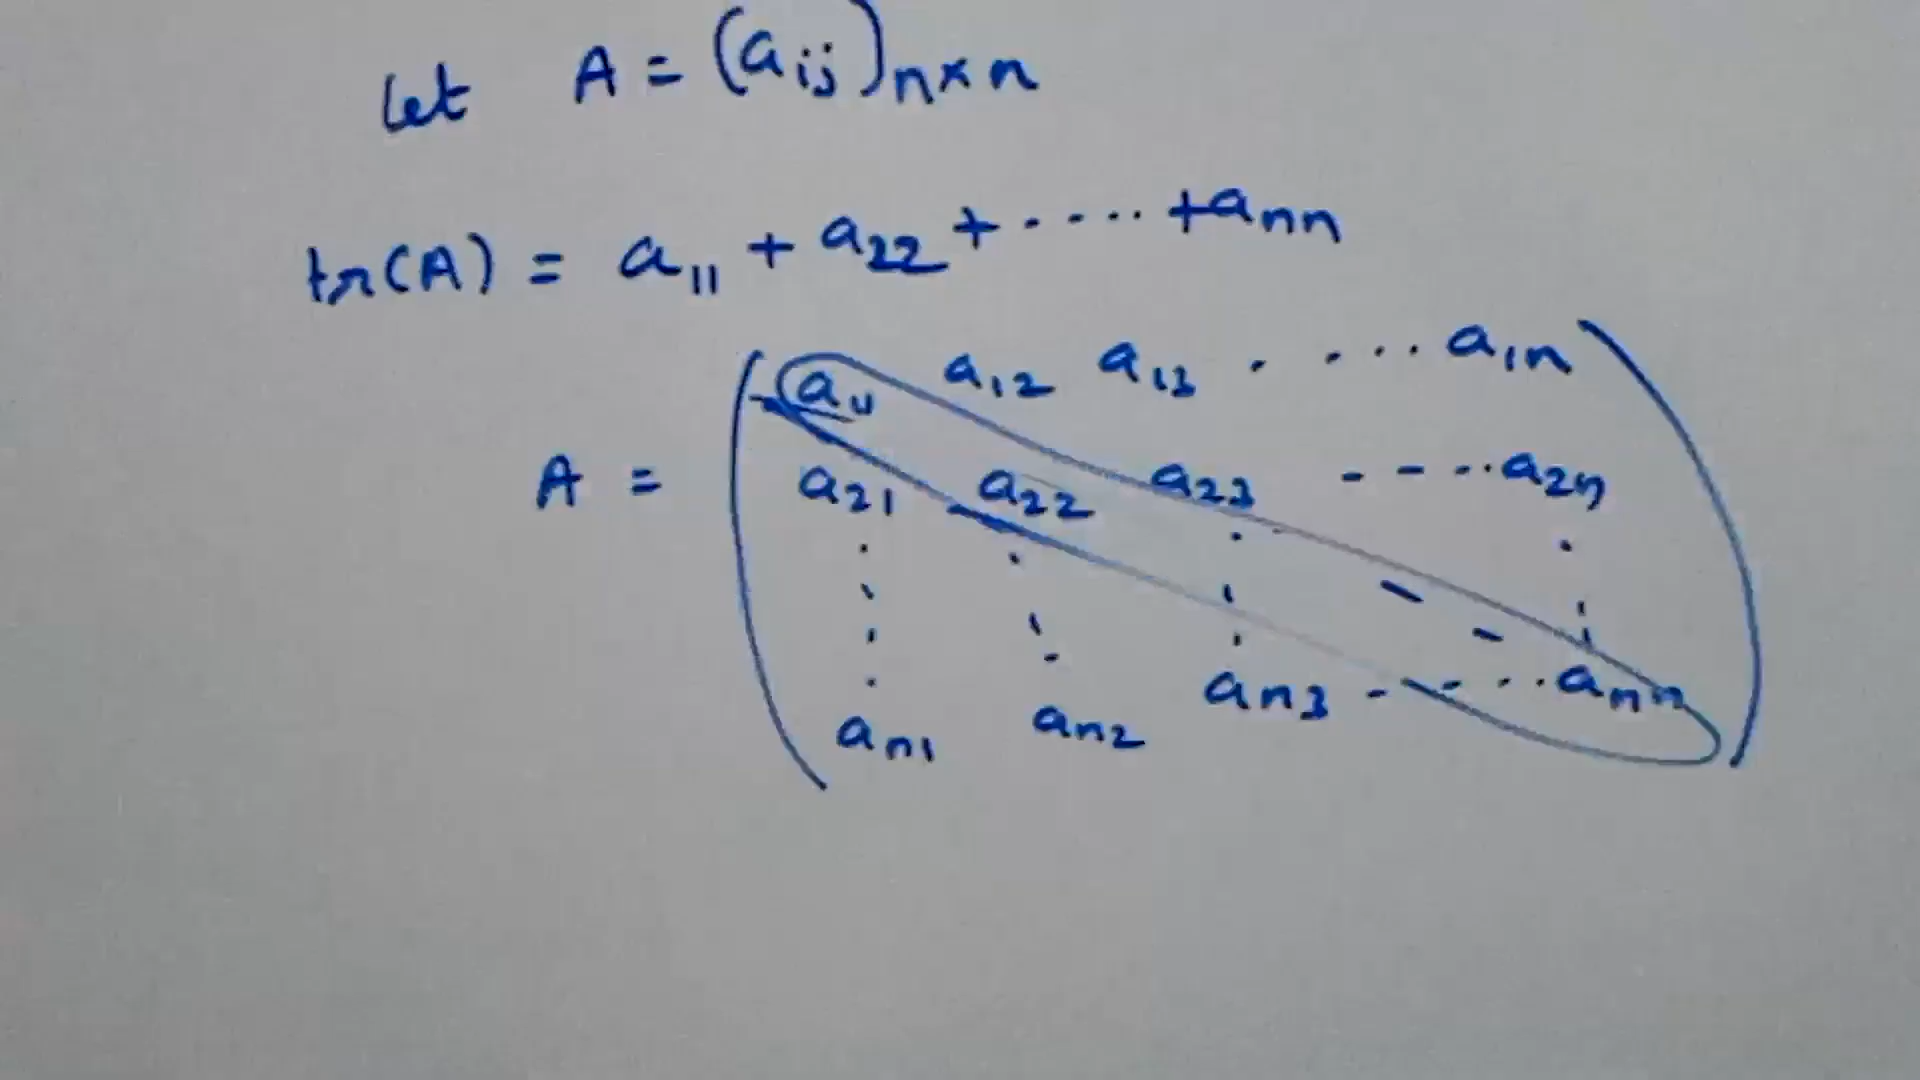 Let A = (aij)n×n
tr(A) = a11 + a22 + ..... + ann
a11 a12 a13 ..... a1n
A = a21 a22 a23 ----.. a2n
an1 an2 an3 ----.. ann